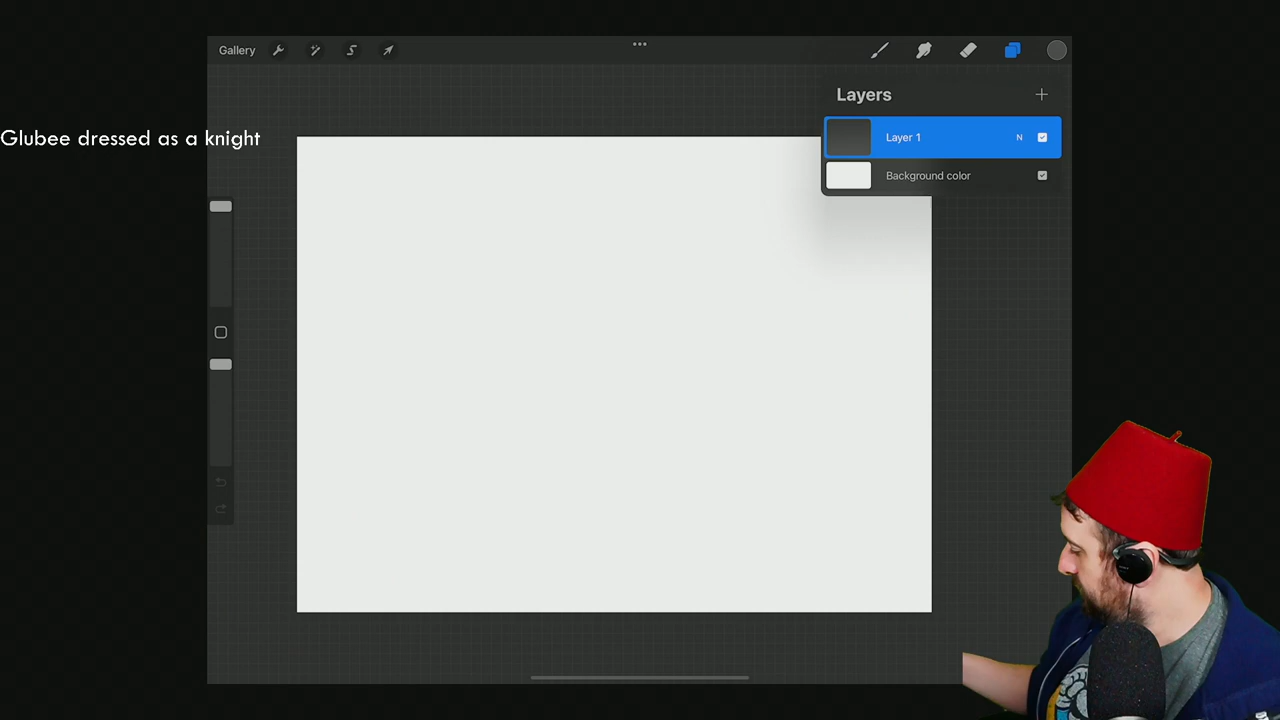 Gallery
Layers
Glubee dressed as a knight
Layer 1
N
Background color